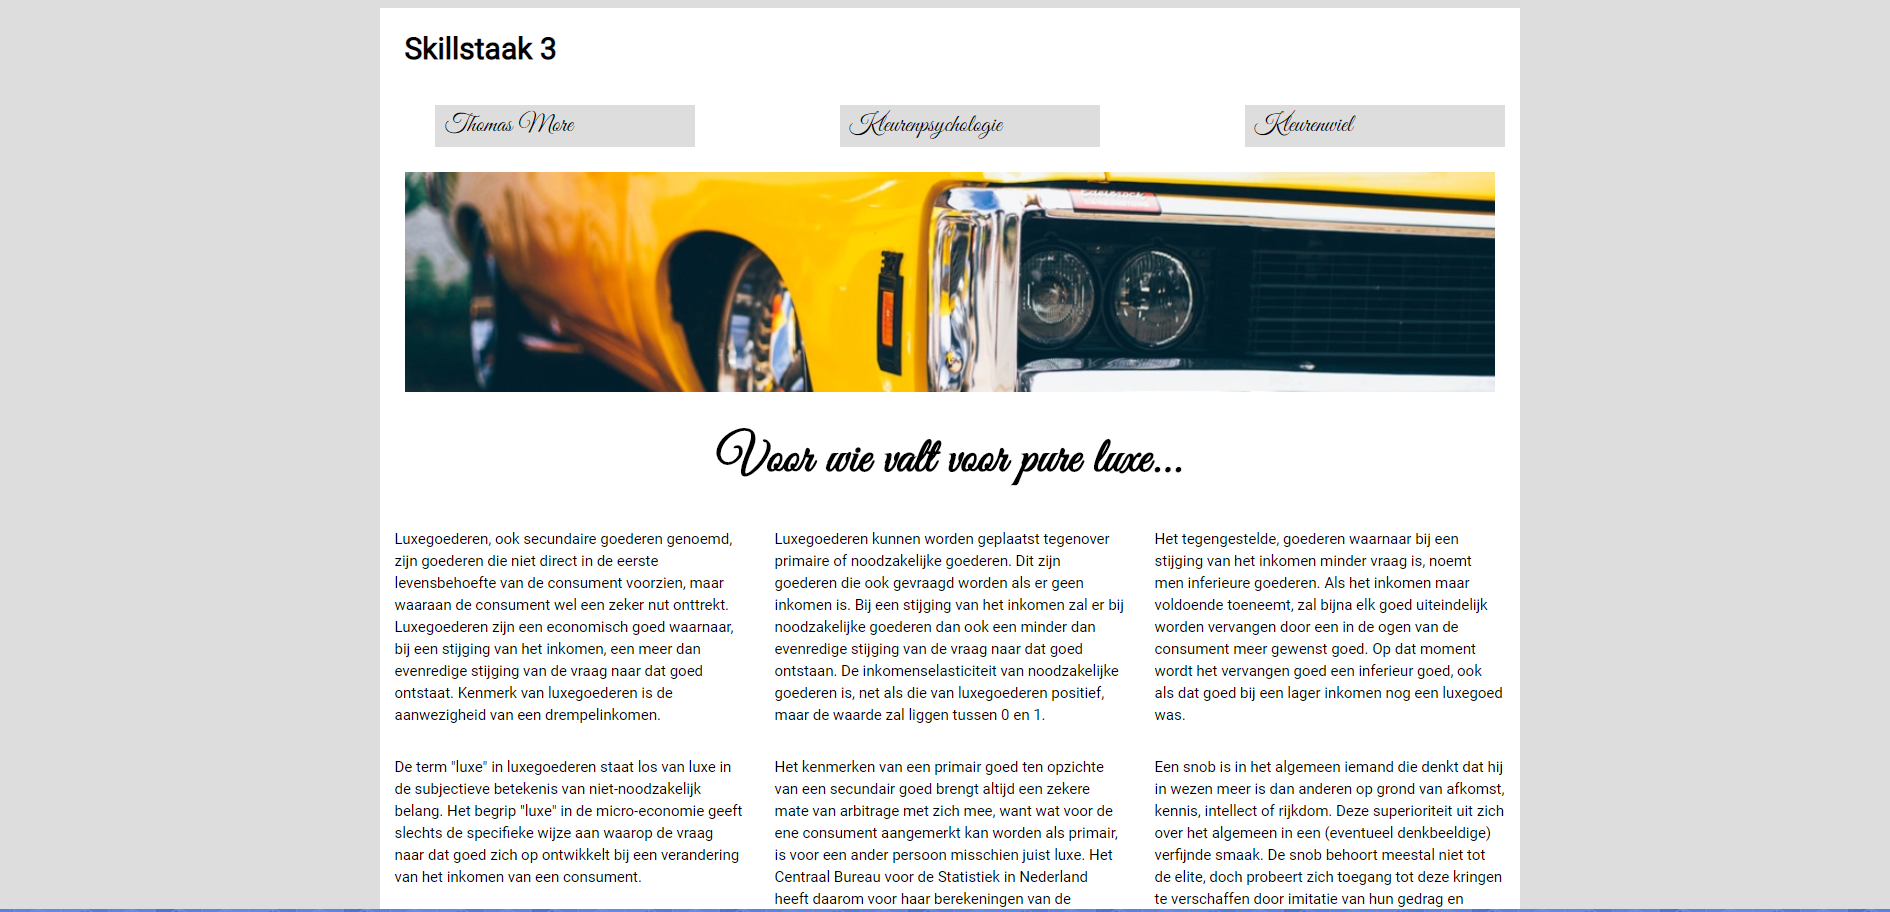 Skillstaak 3
Thomas More
Kleurenpsychologie
Kleurenwiel
Voor wie valt voor pure luxe...
Luxegoederen, ook secundaire goederen genoemd,
zijn goederen die niet direct in de eerste
levensbehoefte van de consument voorzien, maar
waaraan de consument wel een zeker nut onttrekt.
Luxegoederen zijn een economisch goed waarnaar,
bij een stijging van het inkomen, een meer dan
evenredige stijging van de vraag naar dat goed
ontstaat. Kenmerk van luxegoederen is de
aanwezigheid van een drempelinkomen.
De term "luxe" in luxegoederen staat los van luxe in
de subjectieve betekenis van niet-noodzakelijk
belang. Het begrip "luxe" in de micro-economie geeft
slechts de specifieke wijze aan waarop de vraag
naar dat goed zich op ontwikkelt bij een verandering
van het inkomen van een consument.
Luxegoederen kunnen worden geplaatst tegenover
primaire of noodzakelijke goederen. Dit zijn
goederen die ook gevraagd worden als er geen
inkomen is. Bij een stijging van het inkomen zal er bij
noodzakelijke goederen dan ook een minder dan
evenredige stijging van de vraag naar dat goed
ontstaan. De inkomenselasticiteit van noodzakelijke
goederen is, net als die van luxegoederen positief,
maar de waarde zal liggen tussen 0 en 1.
Het kenmerken van een primair goed ten opzichte
van een secundair goed brengt altijd een zekere
mate van arbitrage met zich mee, want wat voor de
ene consument aangemerkt kan worden als primair,
is voor een ander persoon misschien juist luxe. Het
Centraal Bureau voor de Statistiek in Nederland
heeft daarom voor haar berekeningen van de
Het tegengestelde, goederen waarnaar bij een
stijging van het inkomen minder vraag is, noemt
men inferieure goederen. Als het inkomen maar
voldoende toeneemt, zal bijna elk goed uiteindelijk
worden vervangen door een in de ogen van de
consument meer gewenst goed. Op dat moment
wordt het vervangen goed een inferieur goed, ook
als dat goed bij een lager inkomen nog een luxegoed
was.
Een snob is in het algemeen iemand die denkt dat hij
in wezen meer is dan anderen op grond van afkomst,
kennis, intellect of rijkdom. Deze superioriteit uit zich
over het algemeen in een (eventueel denkbeeldige)
verfijnde smaak. De snob behoort meestal niet tot
de elite, doch probeert zich toegang tot deze kringen
te verschaffen door imitatie van hun gedrag en